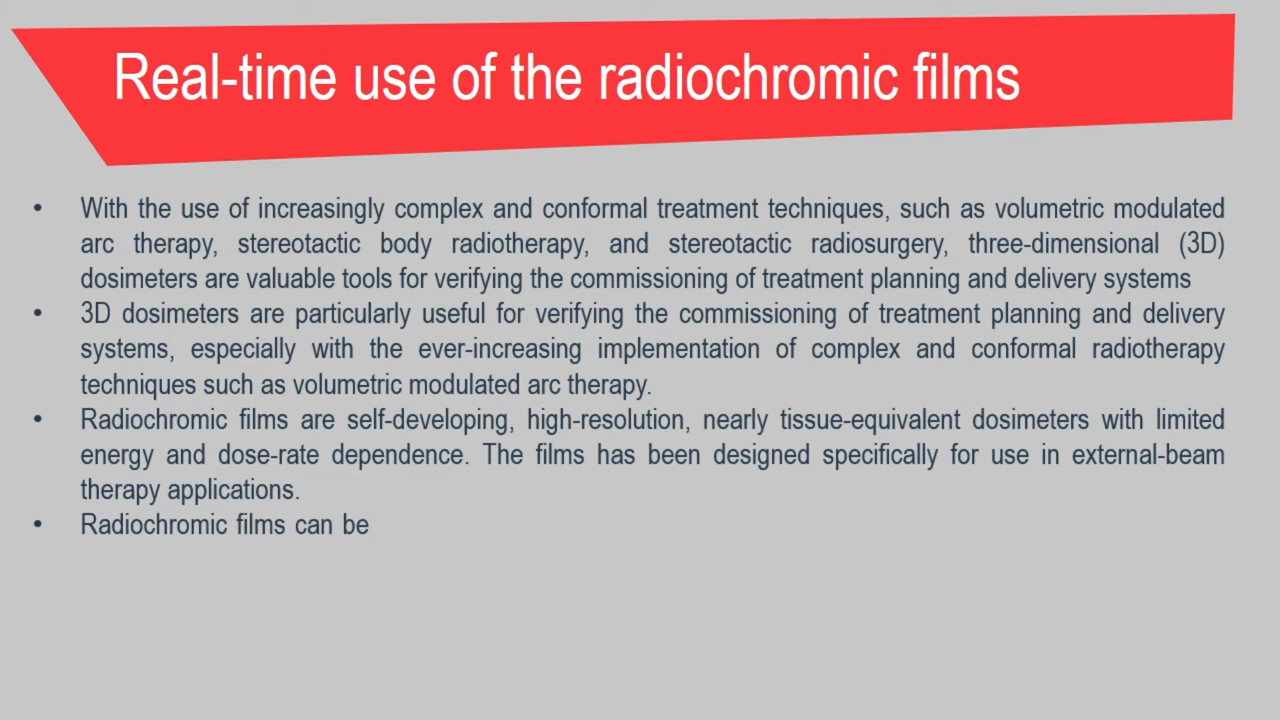 Real-time use of the radiochromic films
• With the use of increasingly complex and conformal treatment techniques, such as volumetric modulated
arc therapy, stereotactic body radiotherapy, and stereotactic radiosurgery, three-dimensional (3D)
dosimeters are valuable tools for verifying the commissioning of treatment planning and delivery systems
• 3D dosimeters are particularly useful for verifying the commissioning of treatment planning and delivery
systems, especially with the ever-increasing implementation of complex and conformal radiotherapy
techniques such as volumetric modulated arc therapy.
• Radiochromic films are self-developing, high-resolution, nearly tissue-equivalent dosimeters with limited
energy and dose-rate dependence. The films has been designed specifically for use in external-beam
therapy applications.
• Radiochromic films can be